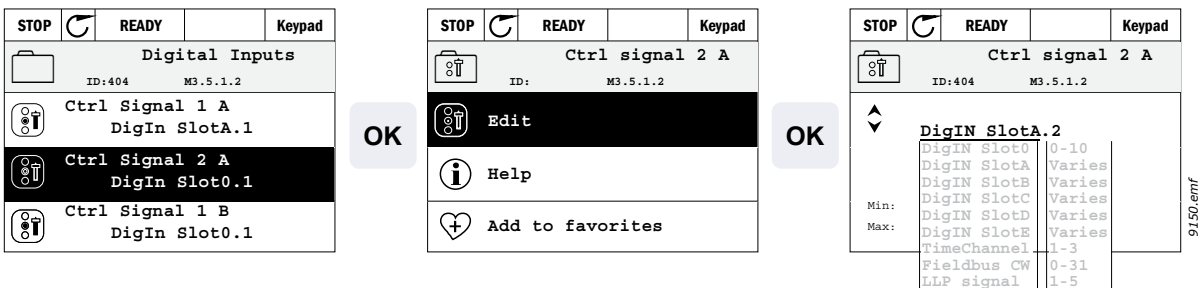 STOP READY Keypad
Digital Inputs
ID:404 M3.5.1.2
Ctrl Signal 1 A
DigIn SlotA.1
Ctrl Signal 2 A
DigIn Slot0.1
Ctrl Signal 1 B
DigIn Slot0.1
OK
STOP READY Keypad
Ctrl signal 2 A
ID: M3.5.1.2
Edit
Help
Add to favorites
OK
STOP READY Keypad
Ctrl signal 2 A
ID:404 M3.5.1.2
DigIN SlotA.2
DigIN Slot0 0-10
DigIN SlotA Varies
DigIN SlotB Varies
DigIN SlotC Varies
Min:
DigIN SlotD Varies
Max:
DigIN SlotE Varies
TimeChannel 1-3
Fieldbus CW 0-31
LLP signal 1-5
9150.emf